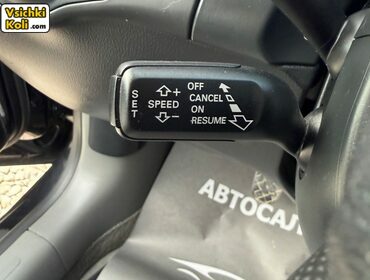 Vsichki
Koli.com
OFF
CANCEL
ON
RESUME
SET
SPEED
+
−
АВТОСАЛ